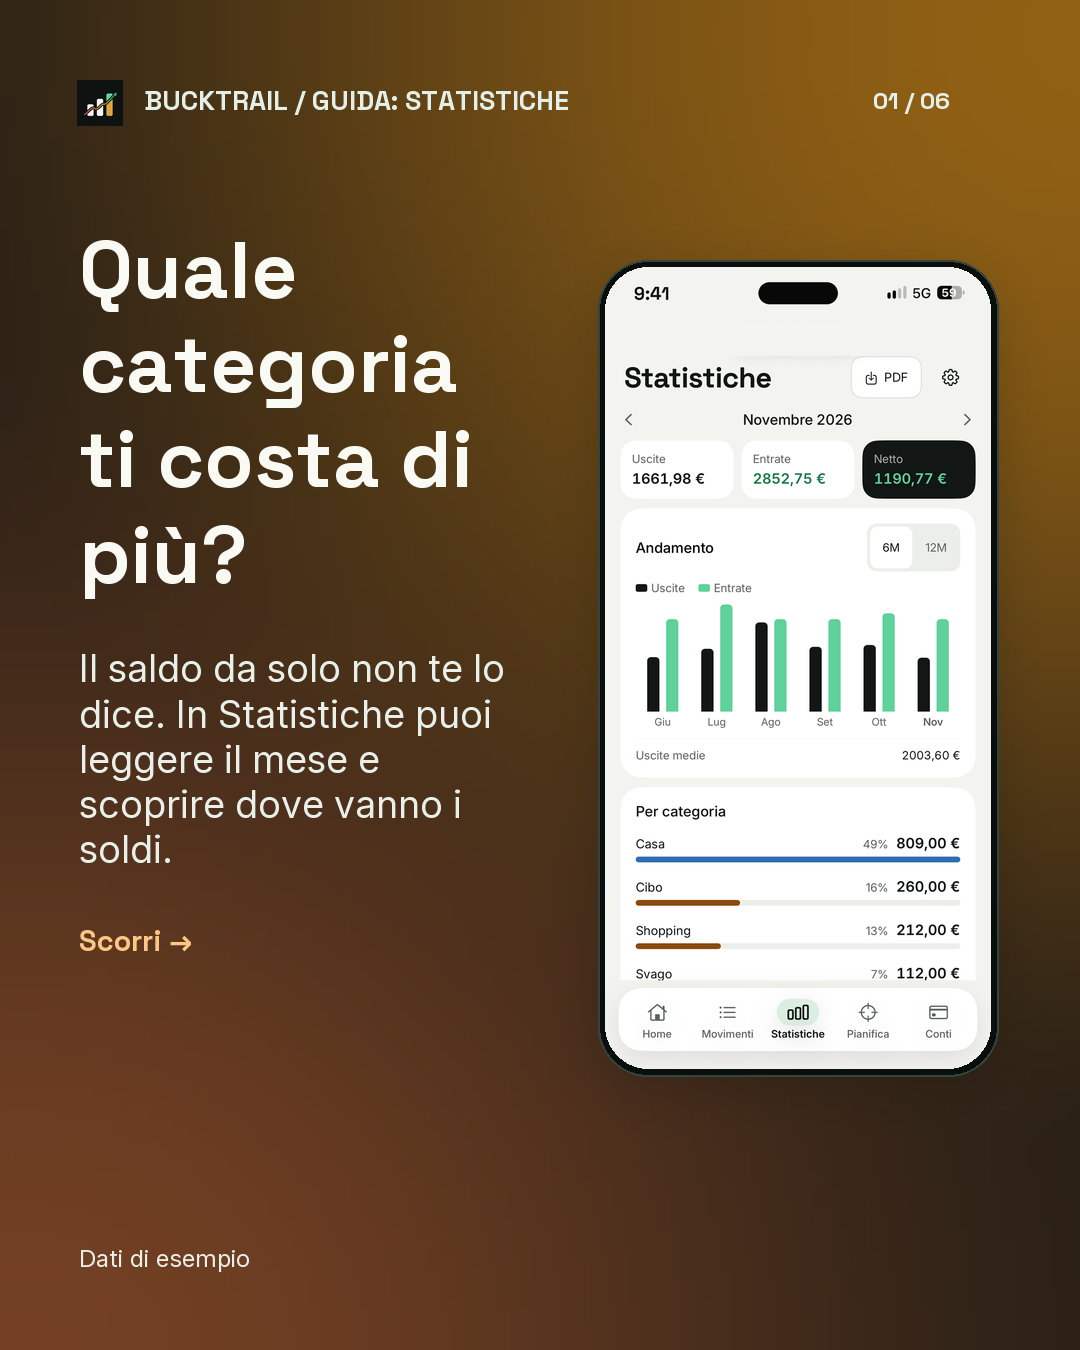 BUCKTRAIL / GUIDA: STATISTICHE
01 / 06
Quale
categoria
ti costa di
più?
Il saldo da solo non te lo
dice. In Statistiche puoi
leggere il mese e
scoprire dove vanno i
soldi.
Scorri →
9:41
5G 59
Statistiche
PDF
Novembre 2026
Uscite
1661,98 €
Entrate
2852,75 €
Netto
1190,77 €
Andamento
6M 12M
Uscite Entrate
Giu Lug Ago Set Ott Nov
Uscite medie 2003,60 €
Per categoria
Casa 49% 809,00 €
Cibo 16% 260,00 €
Shopping 13% 212,00 €
Svago 7% 112,00 €
Home Movimenti Statistiche Pianifica Conti
Dati di esempio